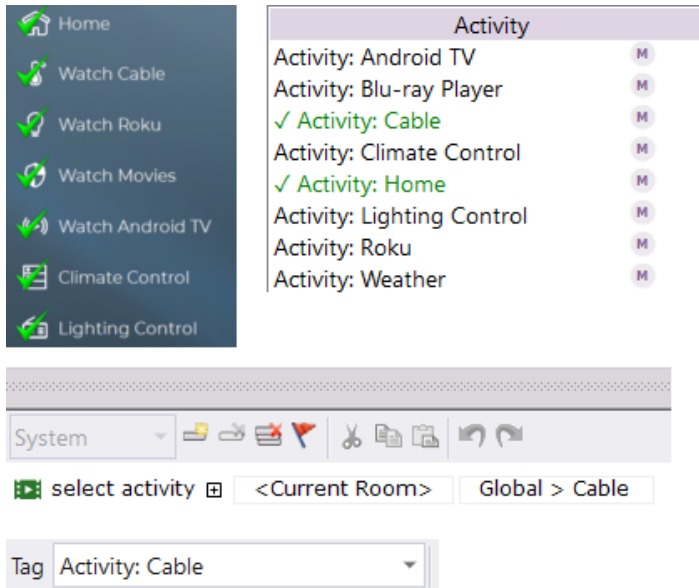 Home
Watch Cable
Watch Roku
Watch Movies
Watch Android TV
Climate Control
Lighting Control
Activity
Activity: Android TV M
Activity: Blu-ray Player M
✓ Activity: Cable M
Activity: Climate Control M
✓ Activity: Home M
Activity: Lighting Control M
Activity: Roku M
Activity: Weather M
System
select activity <Current Room> Global > Cable
Tag Activity: Cable